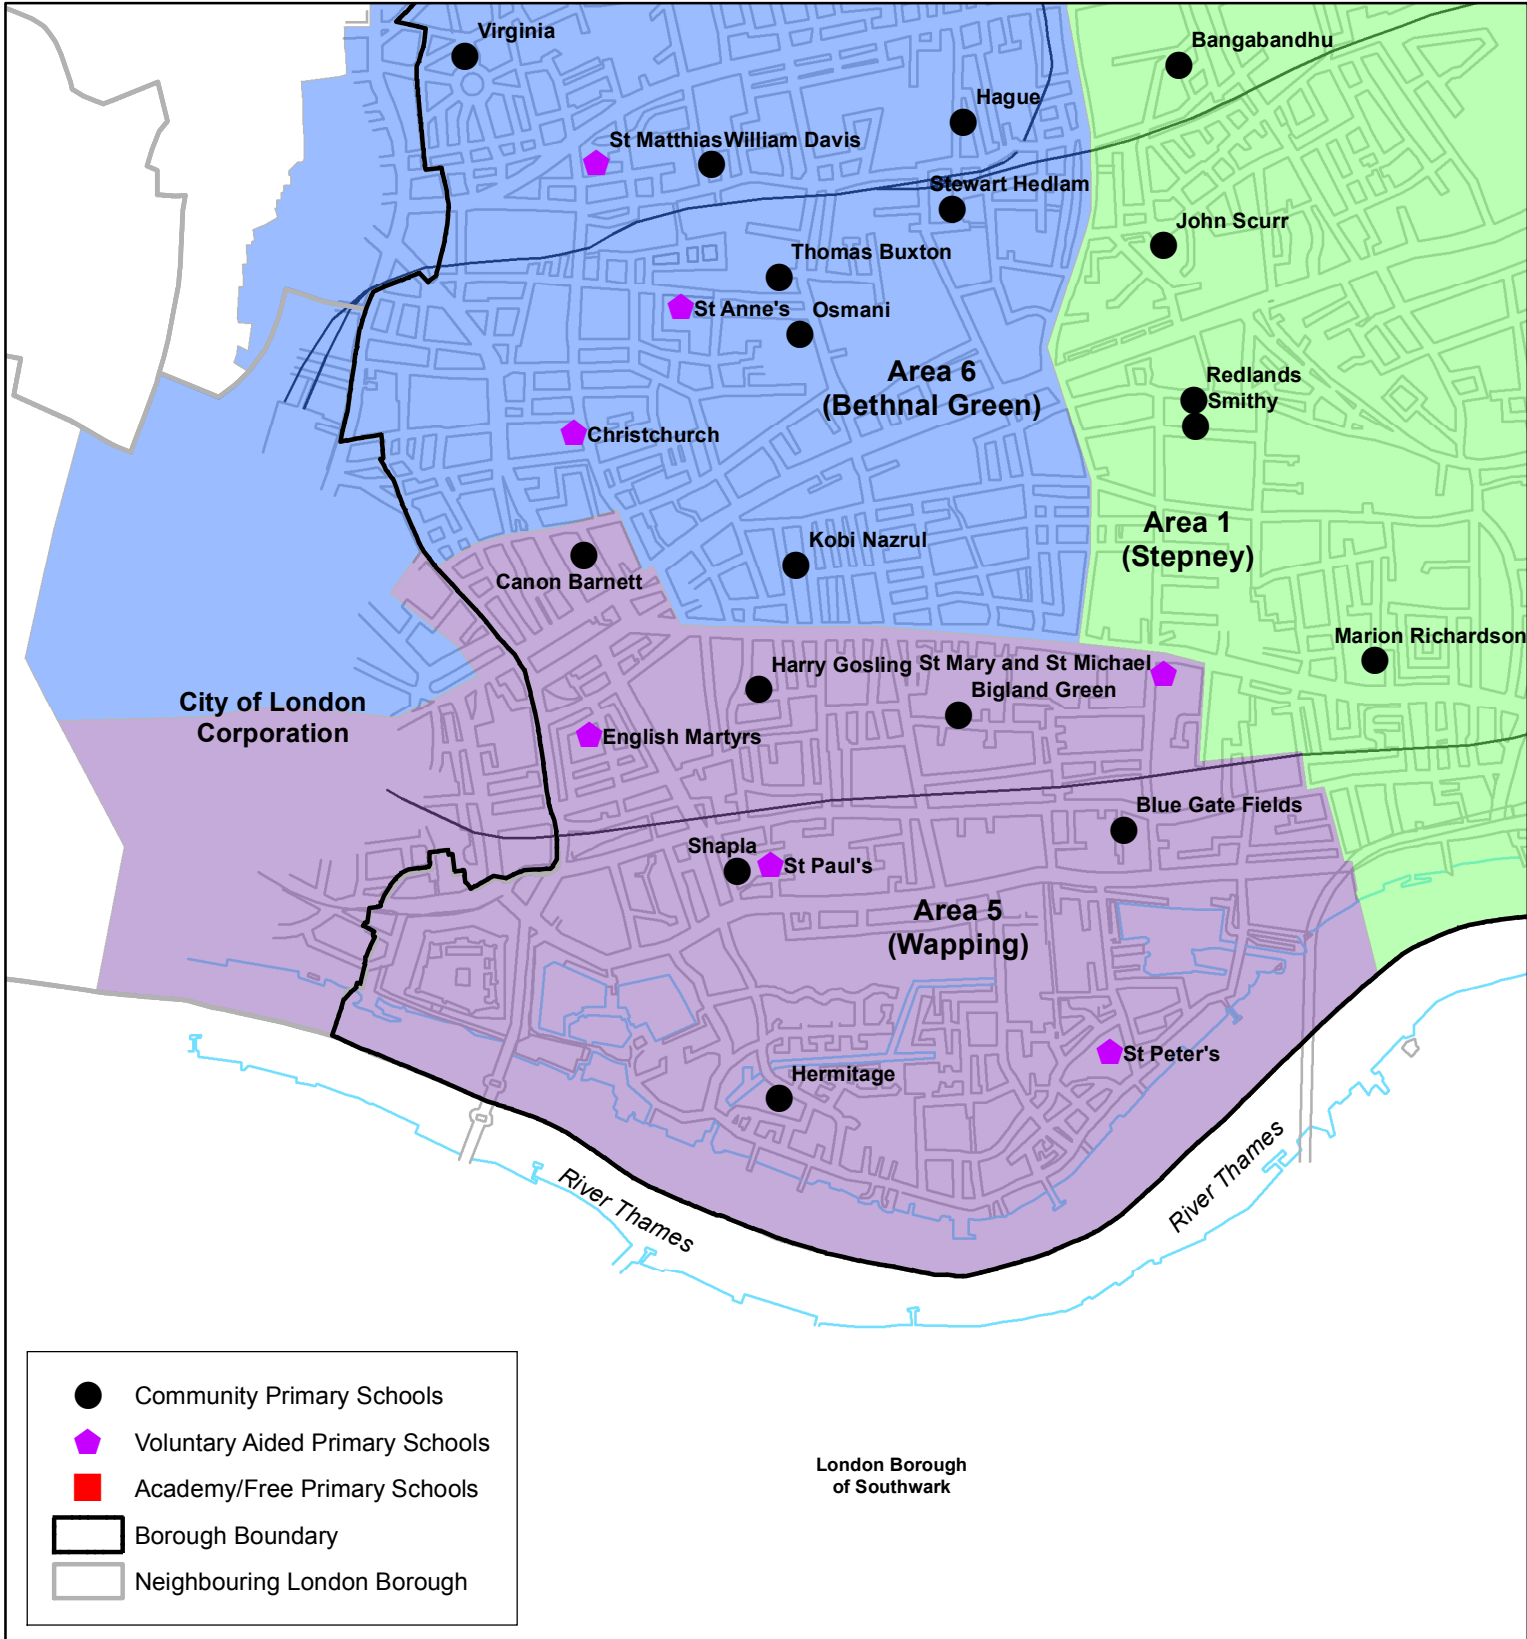 Virginia
Bangabandhu
Hague
St Matthias
William Davis
Stewart Hedlam
John Scurr
Thomas Buxton
St Anne's
Osmani
Area 6
(Bethnal Green)
Redlands
Smithy
Christchurch
Area 1
(Stepney)
Kobi Nazrul
Canon Barnett
Marion Richardson
Harry Gosling
St Mary and St Michael
Bigland Green
City of London
Corporation
English Martyrs
Blue Gate Fields
Shapla
St Paul's
Area 5
(Wapping)
St Peter's
Hermitage
River Thames
River Thames
Community Primary Schools
Voluntary Aided Primary Schools
Academy/Free Primary Schools
Borough Boundary
Neighbouring London Borough
London Borough
of Southwark